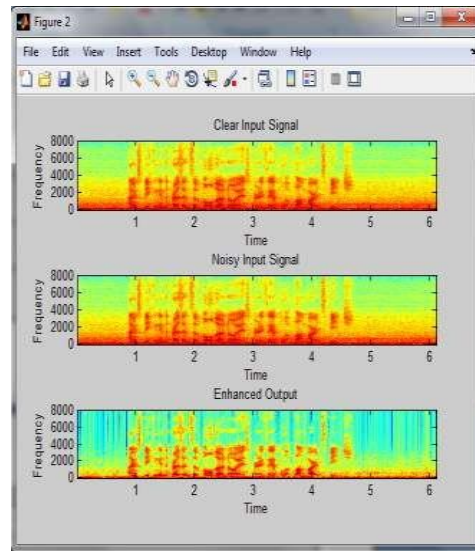 Figure 2
File Edit View Insert Tools Desktop Window Help
Clear Input Signal
8000
6000
4000
2000
0
Frequency
1 2 3 4 5 6
Time
Noisy Input Signal
8000
6000
4000
2000
0
Frequency
1 2 3 4 5 6
Time
Enhanced Output
8000
6000
4000
2000
0
Frequency
1 2 3 4 5 6
Time